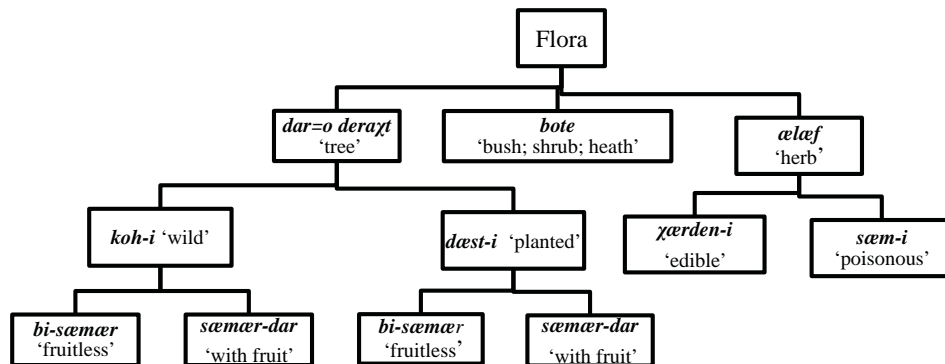 Flora
dar=o deraχt
‘tree’
bote
‘bush; shrub; heath’
ælæf
‘herb’
koh-i ‘wild’
dæst-i ‘planted’
χærden-i
‘edible’
sæm-i
‘poisonous’
bi-sæmær
‘fruitless’
sæmær-dar
‘with fruit’
bi-sæmær
‘fruitless’
sæmær-dar
‘with fruit’